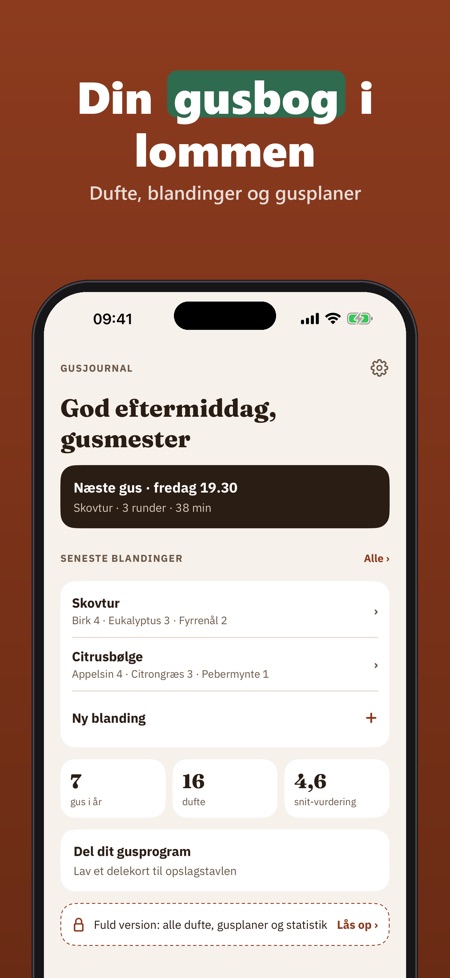 Din gusbog i
lommen
Dufte, blandinger og gusplaner
09:41
GUSJOURNAL
God eftermiddag,
gusmester
Næste gus · fredag 19.30
Skovtur · 3 runder · 38 min
SENESTE BLANDINGER Alle ›
Skovtur ›
Birk 4 · Eukalyptus 3 · Fyrrenål 2
Citrusbølge ›
Appelsin 4 · Citrongræs 3 · Pebermynte 1
Ny blanding +
7 16 4,6
gus i år dufte snit-vurdering
Del dit gusprogram
Lav et delekort til opslagstavlen
Fuld version: alle dufte, gusplaner og statistik Lås op ›